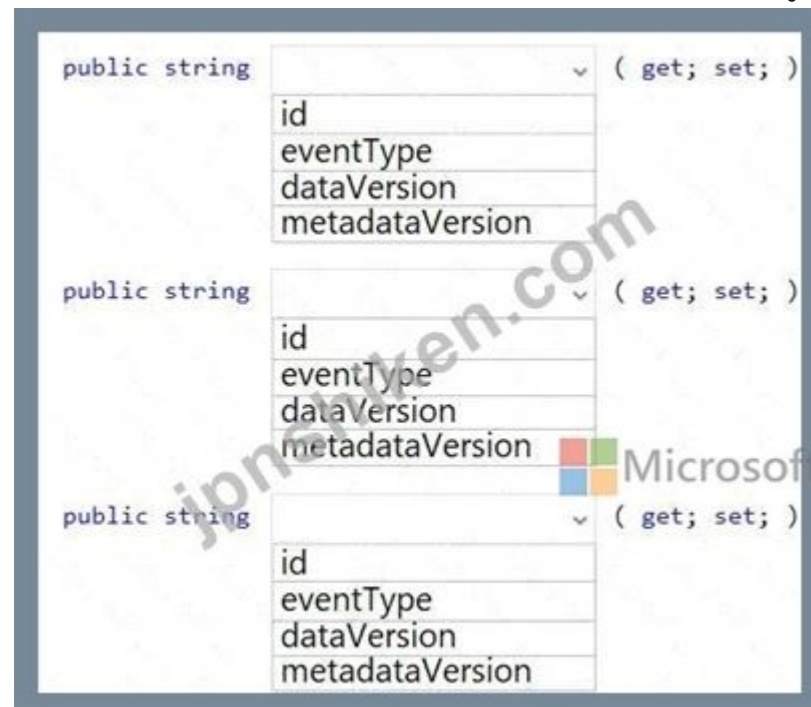 public string ( get; set; )
id
eventType
dataVersion
metadataVersion
public string ( get; set; )
id
eventType
dataVersion
metadataVersion
public string ( get; set; )
id
eventType
dataVersion
metadataVersion
jpnshiken.com
Microsof